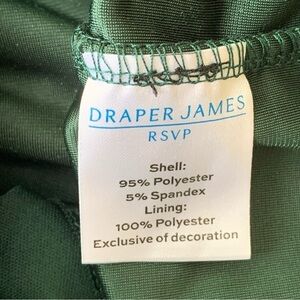 DRAPER JAMES
RSVP
Shell:
95% Polyester
5% Spandex
Lining:
100% Polyester
Exclusive of decoration